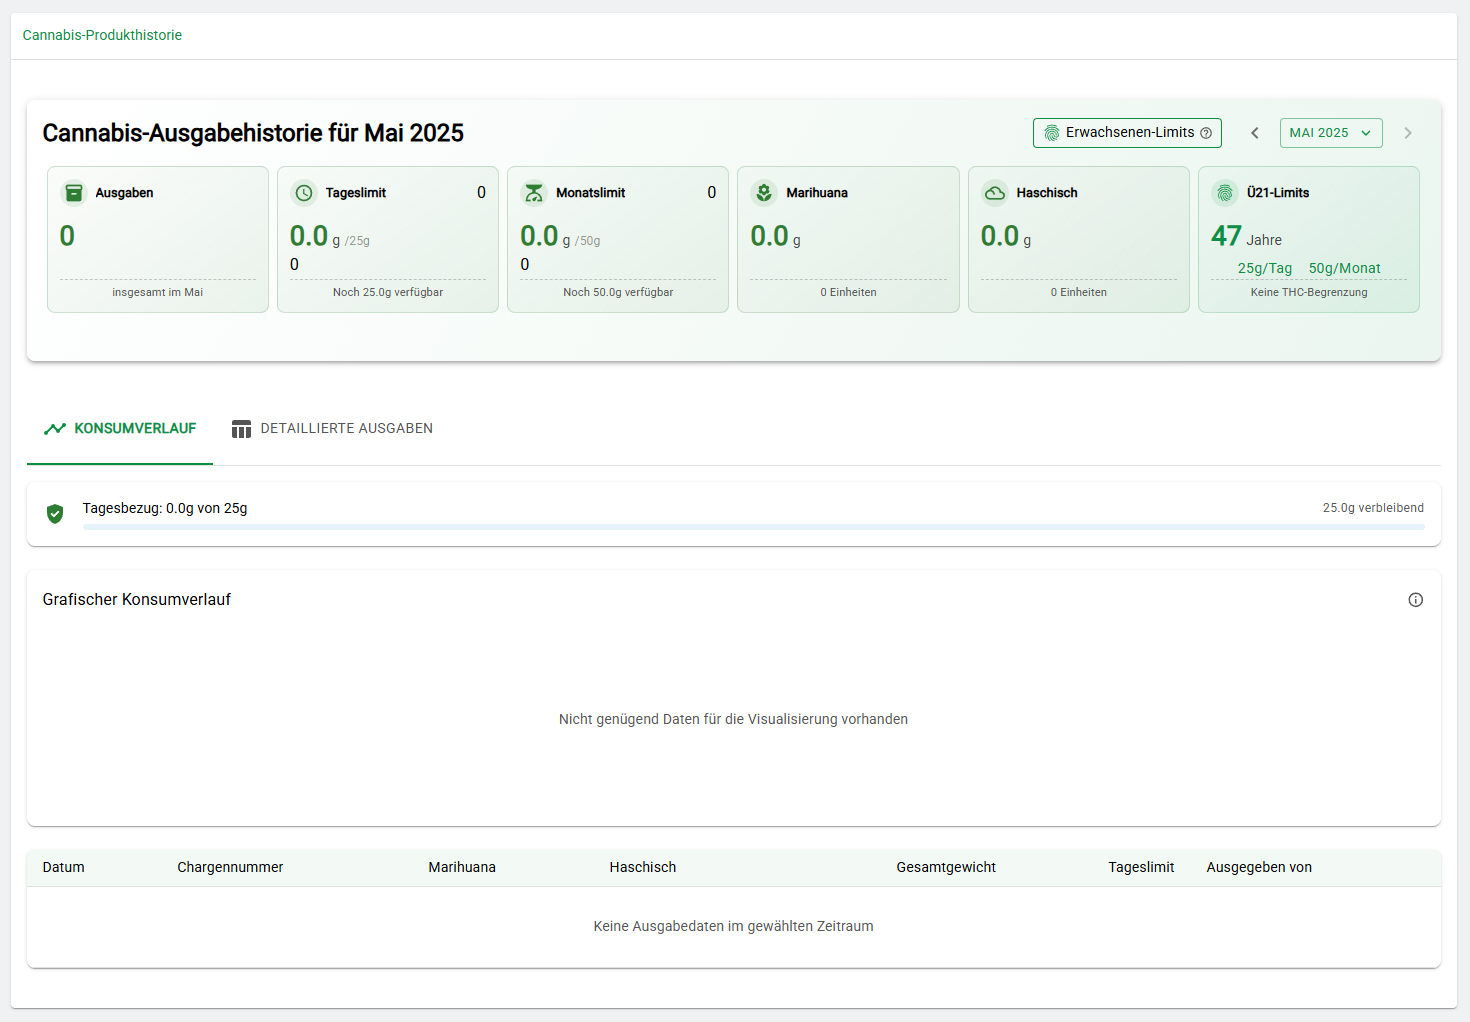 Cannabis-Produkthistorie
Cannabis-Ausgabehistorie für Mai 2025
Erwachsenen-Limits
MAI 2025
Ausgaben
0
insgesamt im Mai
Tageslimit 0
0.0 g /25g
0
Noch 25.0g verfügbar
Monatslimit 0
0.0 g /50g
0
Noch 50.0g verfügbar
Marihuana
0.0 g
0 Einheiten
Haschisch
0.0 g
0 Einheiten
Ü21-Limits
47 Jahre
25g/Tag 50g/Monat
Keine THC-Begrenzung
KONSUMVERLAUF
DETAILLIERTE AUSGABEN
Tagesbezug: 0.0g von 25g
25.0g verbleibend
Grafischer Konsumverlauf
Nicht genügend Daten für die Visualisierung vorhanden
Datum Chargennummer Marihuana Haschisch Gesamtgewicht Tageslimit Ausgegeben von
Keine Ausgabedaten im gewählten Zeitraum